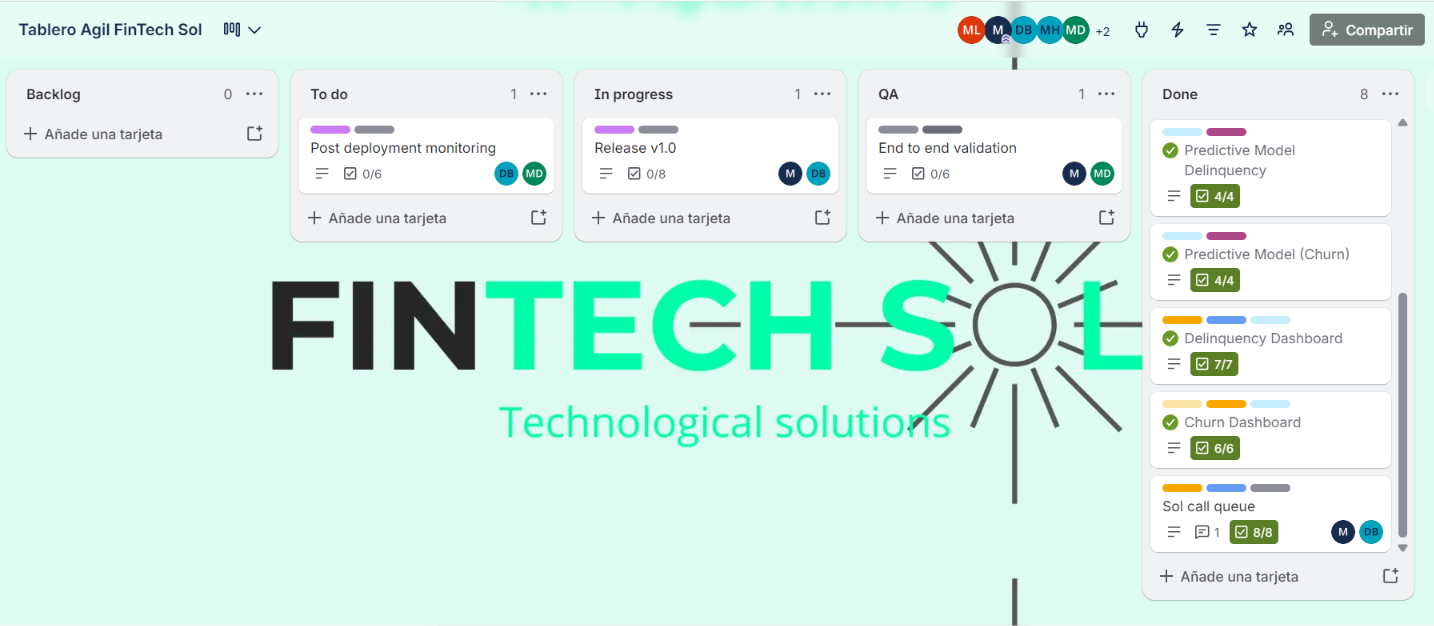 Tablero Agil FinTech Sol
ML M DB MH MD +2
Compartir
Backlog 0
Añade una tarjeta
To do 1
Post deployment monitoring
0/6 DB MD
Añade una tarjeta
In progress 1
Release v1.0
0/8 M DB
Añade una tarjeta
QA 1
End to end validation
0/6 M MD
Añade una tarjeta
Done 8
Predictive Model
Delinquency
4/4
Predictive Model (Churn)
4/4
Delinquency Dashboard
7/7
Churn Dashboard
6/6
Sol call queue
1 8/8 M DB
Añade una tarjeta
FINTECH SOL
Technological solutions